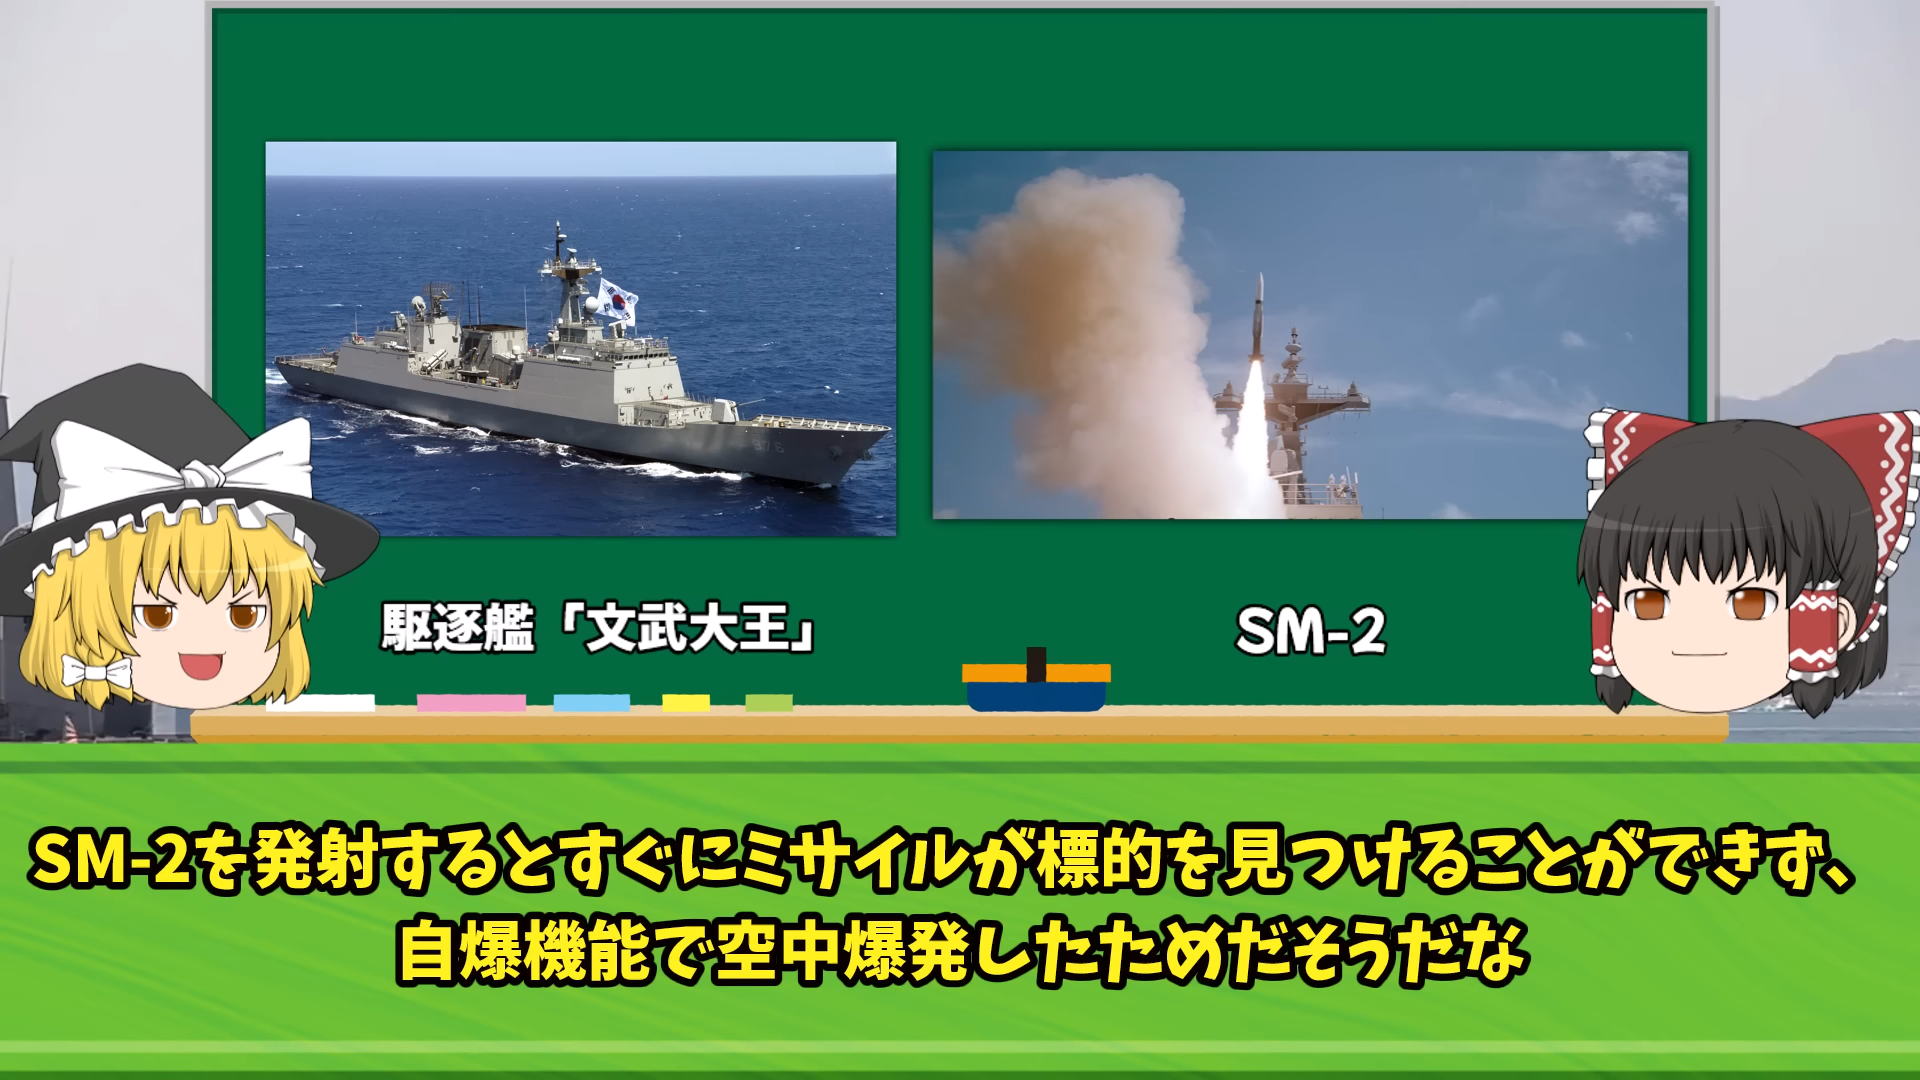 駆逐艦「文武大王」
SM-2
SM-2を発射するとすぐにミサイルが標的を見つけることができず、
自爆機能で空中爆発したためだそうだな